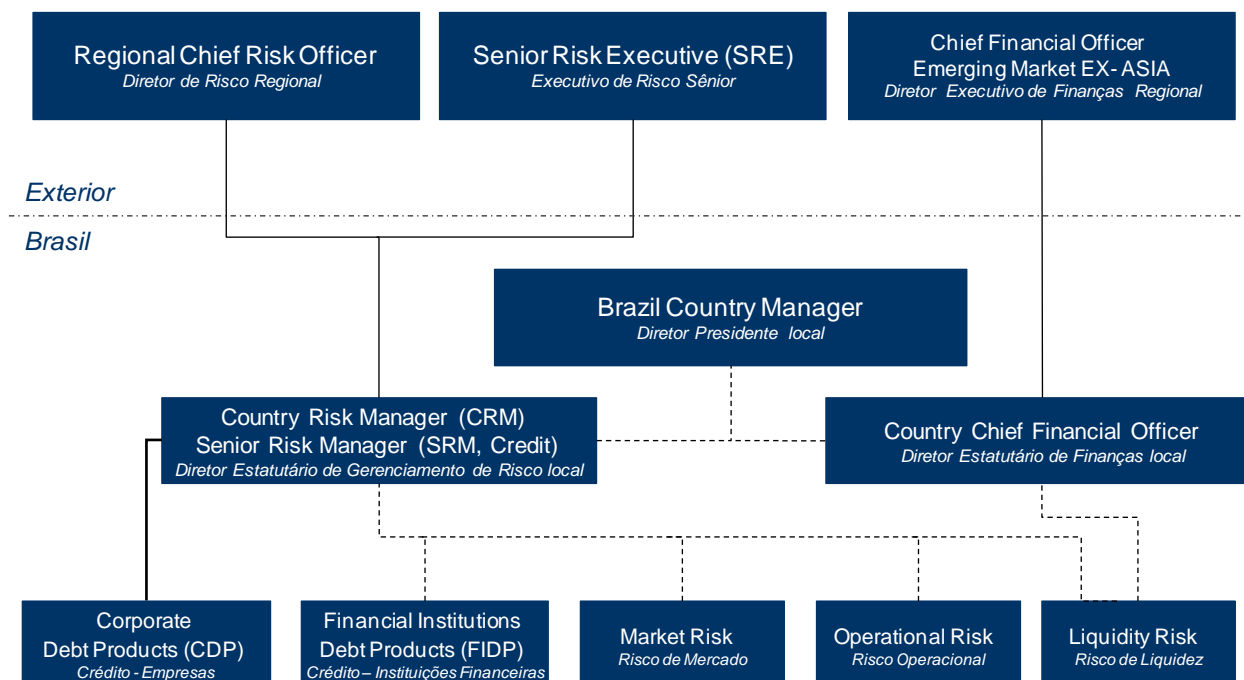 Regional Chief Risk Officer
Diretor de Risco Regional
Senior Risk Executive (SRE)
Executivo de Risco Sênior
Chief Financial Officer
Emerging Market EX- ASIA
Diretor Executivo de Finanças Regional
Exterior
Brasil
Brazil Country Manager
Diretor Presidente local
Country Risk Manager (CRM)
Senior Risk Manager (SRM, Credit)
Diretor Estatutário de Gerenciamento de Risco local
Country Chief Financial Officer
Diretor Estatutário de Finanças local
Corporate
Debt Products (CDP)
Crédito - Empresas
Financial Institutions
Debt Products (FIDP)
Crédito – Instituições Financeiras
Market Risk
Risco de Mercado
Operational Risk
Risco Operacional
Liquidity Risk
Risco de Liquidez